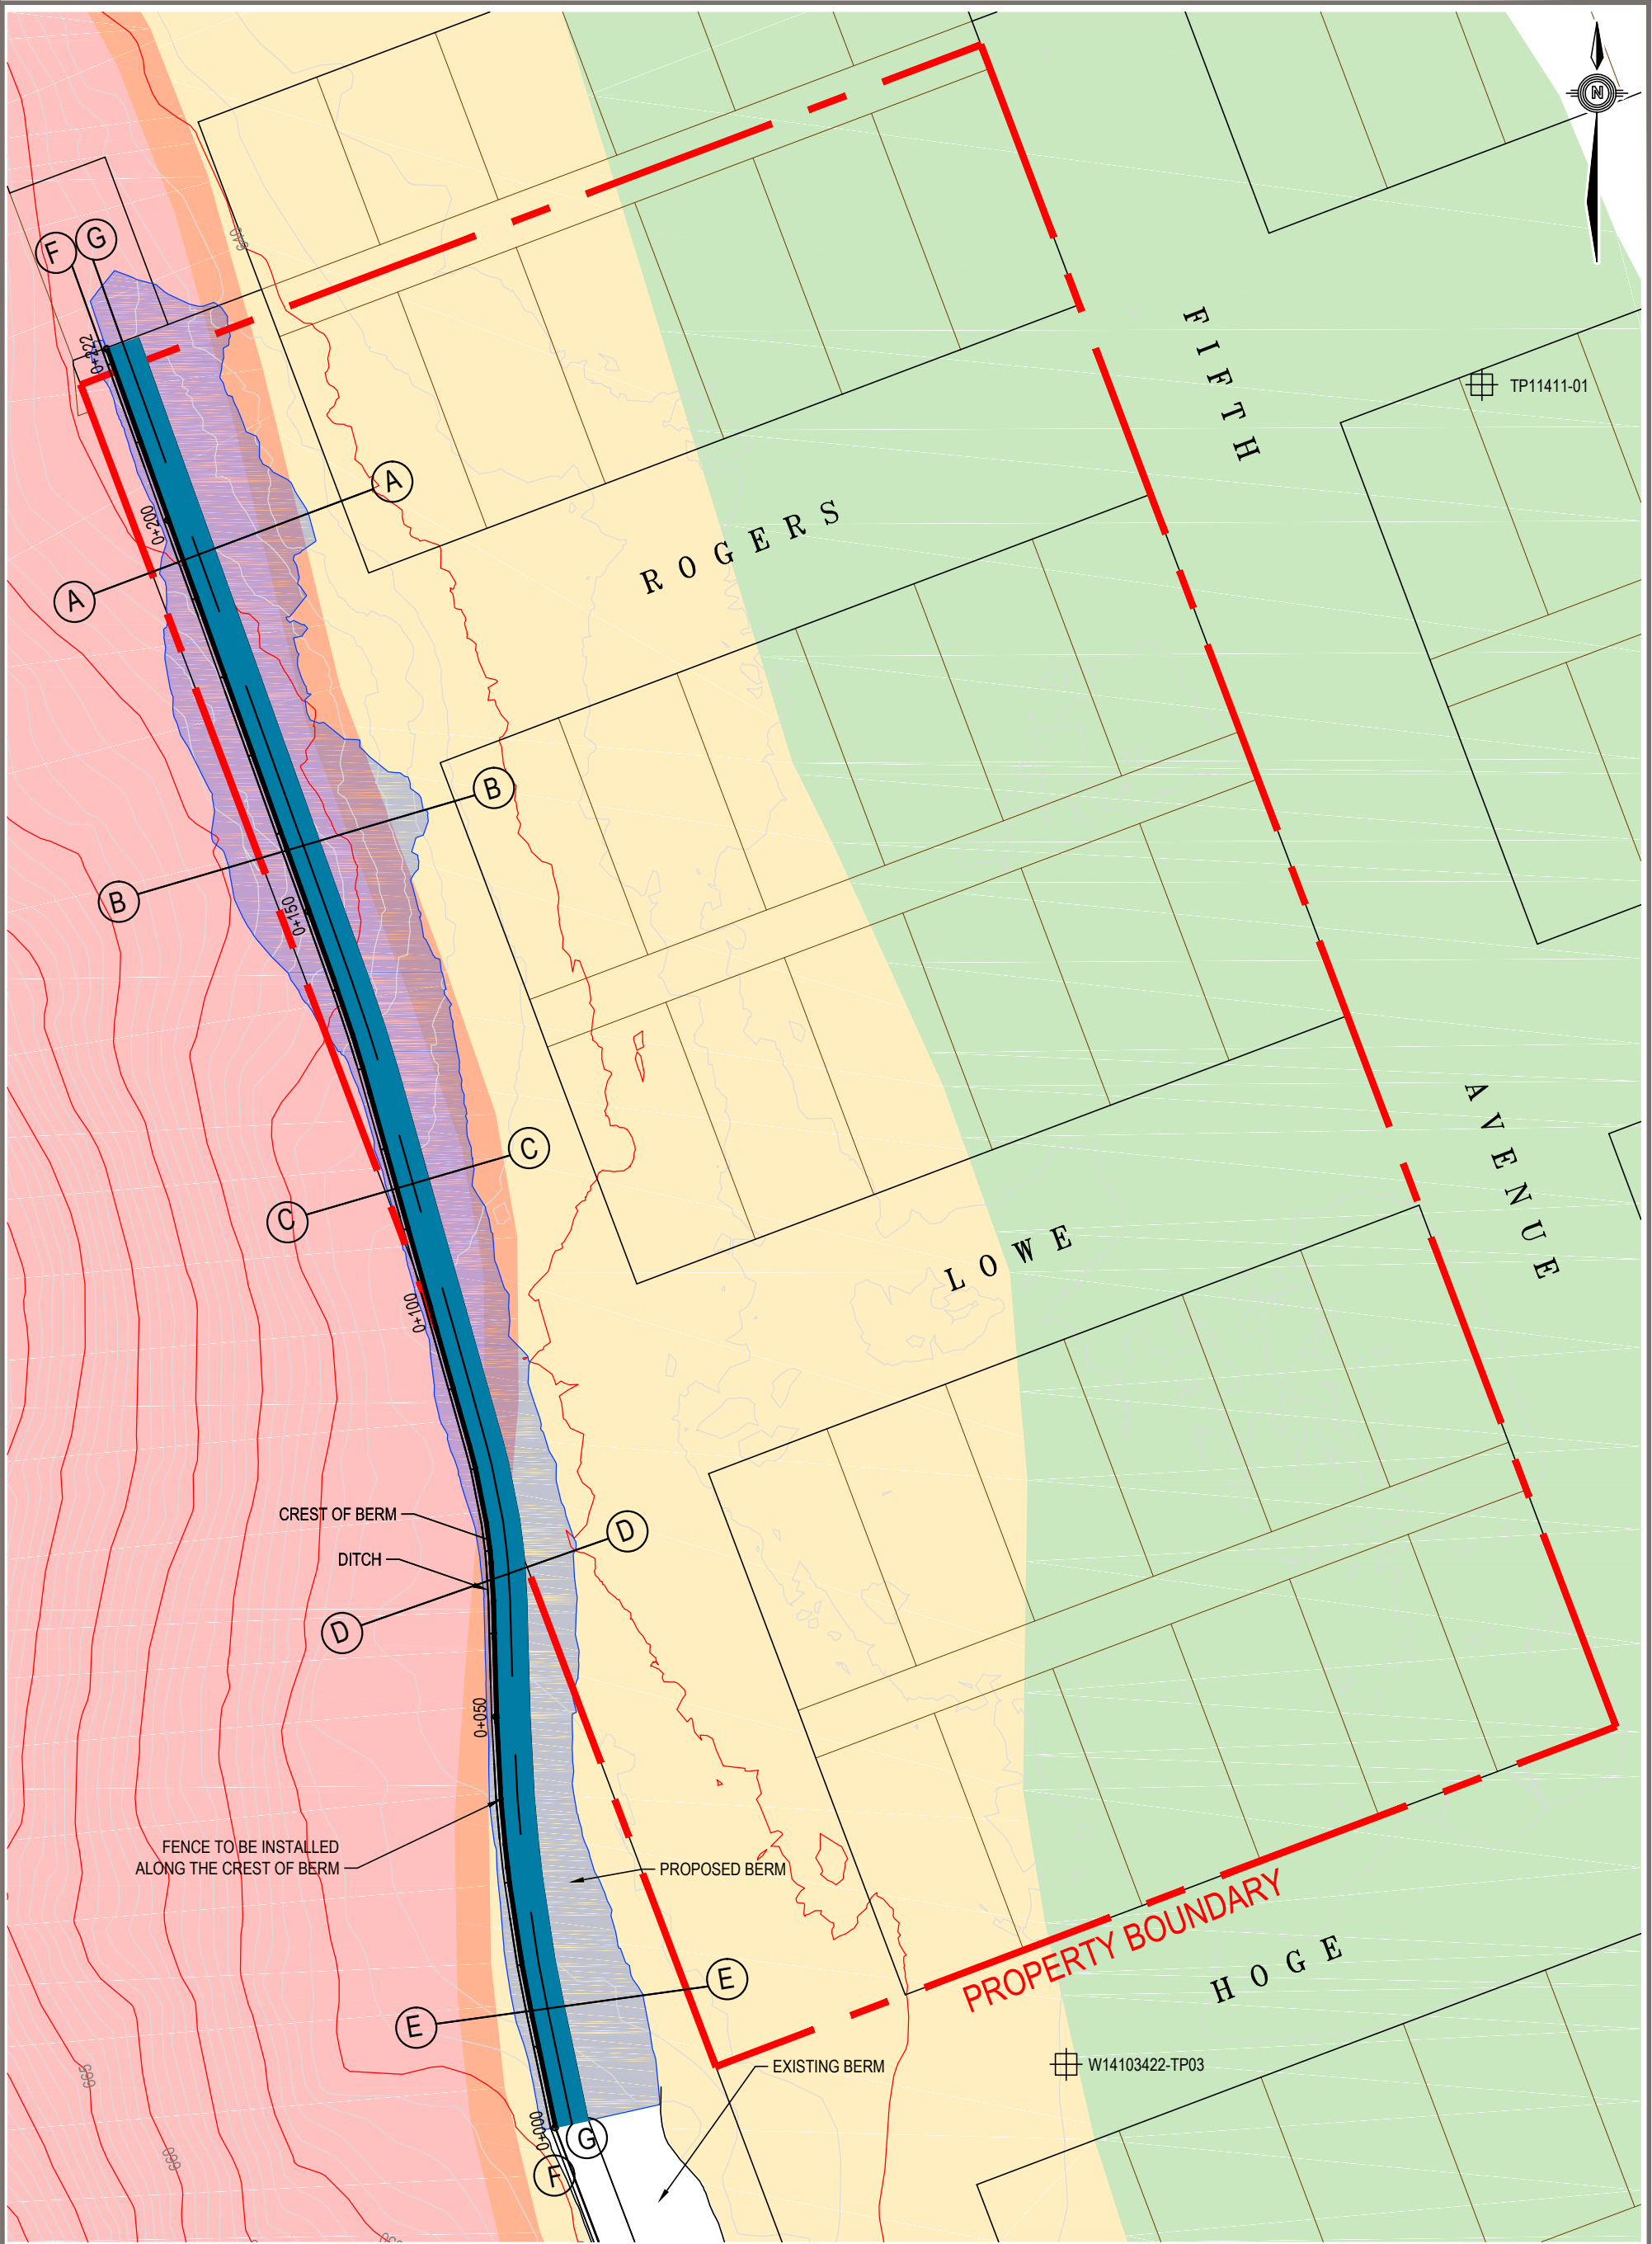 N
640
G
F
0+222
FIFTH
TP11411-01
A
0+200
ROGERS
A
B
B
0+150
AVENUE
C
C
LOWE
0+100
CREST OF BERM
D
DITCH
D
0+050
FENCE TO BE INSTALLED
ALONG THE CREST OF BERM
PROPOSED BERM
PROPERTY BOUNDARY
HOGE
E
E
W14103422-TP03
EXISTING BERM
665
0+000
G
660
F